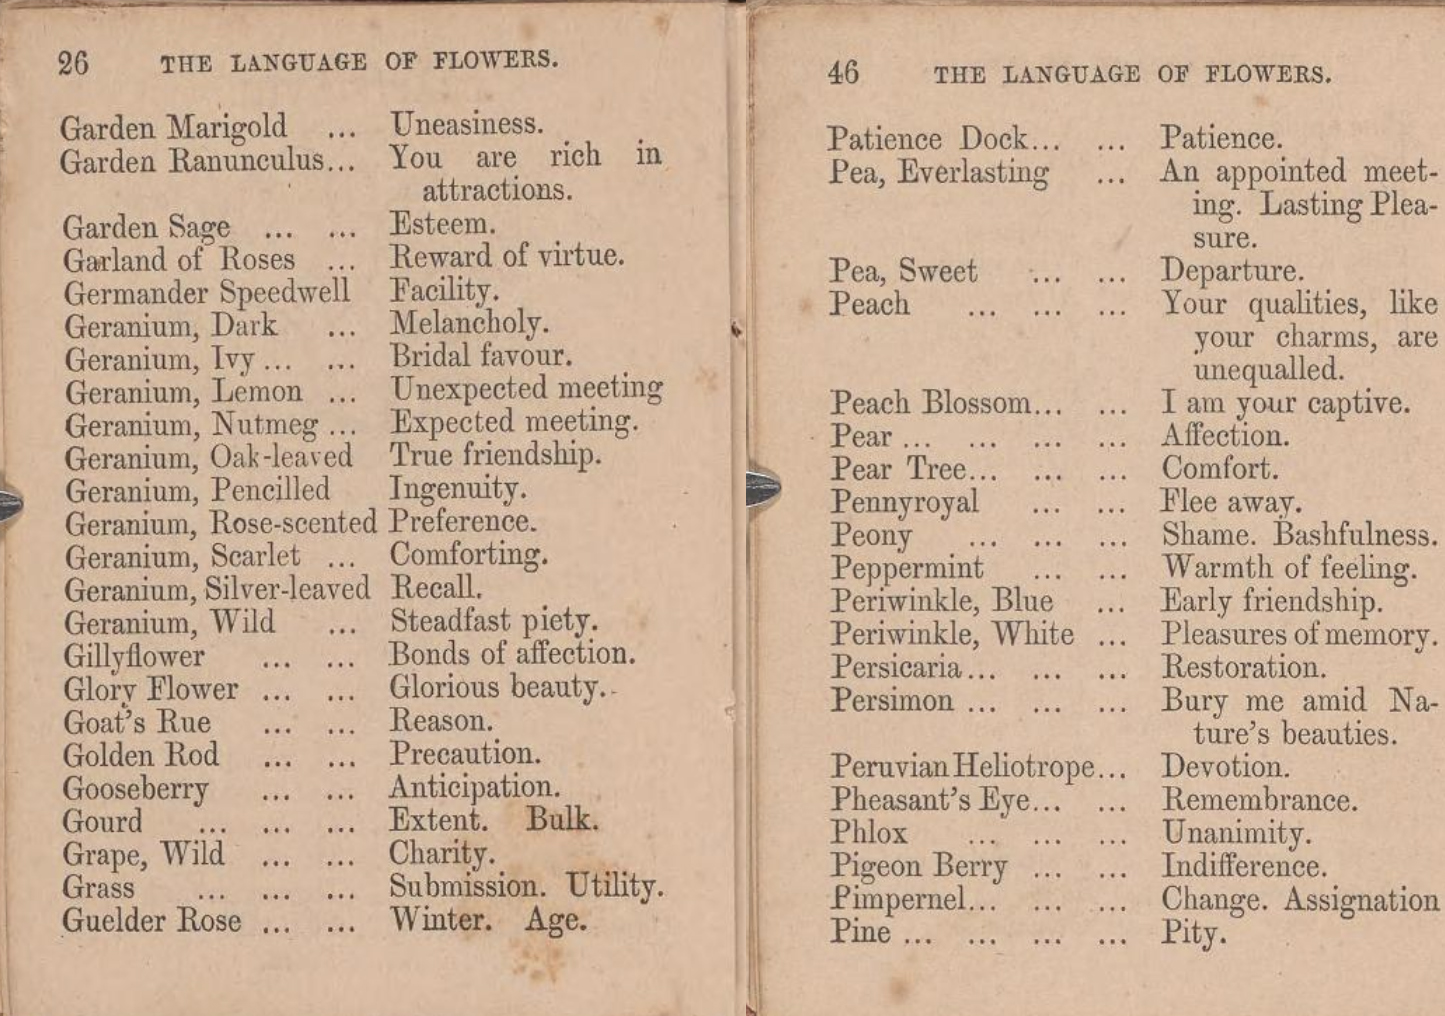 26 THE LANGUAGE OF FLOWERS.
Garden Marigold ... Uneasiness.
Garden Ranunculus... You are rich in
attractions.
Garden Sage ... ... Esteem.
Garland of Roses ... Reward of virtue.
Germander Speedwell Facility.
Geranium, Dark ... Melancholy.
Geranium, Ivy ... ... Bridal favour.
Geranium, Lemon ... Unexpected meeting
Geranium, Nutmeg ... Expected meeting.
Geranium, Oak-leaved True friendship.
Geranium, Pencilled Ingenuity.
Geranium, Rose-scented Preference.
Geranium, Scarlet ... Comforting.
Geranium, Silver-leaved Recall.
Geranium, Wild ... Steadfast piety.
Gillyflower ... ... Bonds of affection.
Glory Flower ... ... Glorious beauty.
Goat's Rue ... ... Reason.
Golden Rod ... ... Precaution.
Gooseberry ... ... Anticipation.
Gourd ... ... ... Extent. Bulk.
Grape, Wild ... ... Charity.
Grass ... ... ... Submission. Utility.
Guelder Rose ... ... Winter. Age.
46 THE LANGUAGE OF FLOWERS.
Patience Dock... ... Patience.
Pea, Everlasting ... An appointed meet-
ing. Lasting Plea-
sure.
Pea, Sweet ... ... Departure.
Peach ... ... ... Your qualities, like
your charms, are
unequalled.
Peach Blossom... ... I am your captive.
Pear ... ... ... ... Affection.
Pear Tree... ... ... Comfort.
Pennyroyal ... ... Flee away.
Peony ... ... ... Shame. Bashfulness.
Peppermint ... ... Warmth of feeling.
Periwinkle, Blue ... Early friendship.
Periwinkle, White ... Pleasures of memory.
Persicaria... ... ... Restoration.
Persimon ... ... ... Bury me amid Na-
ture's beauties.
Peruvian Heliotrope... Devotion.
Pheasant's Eye... ... Remembrance.
Phlox ... ... ... Unanimity.
Pigeon Berry ... ... Indifference.
Pimpernel... ... ... Change. Assignation
Pine ... ... ... ... Pity.